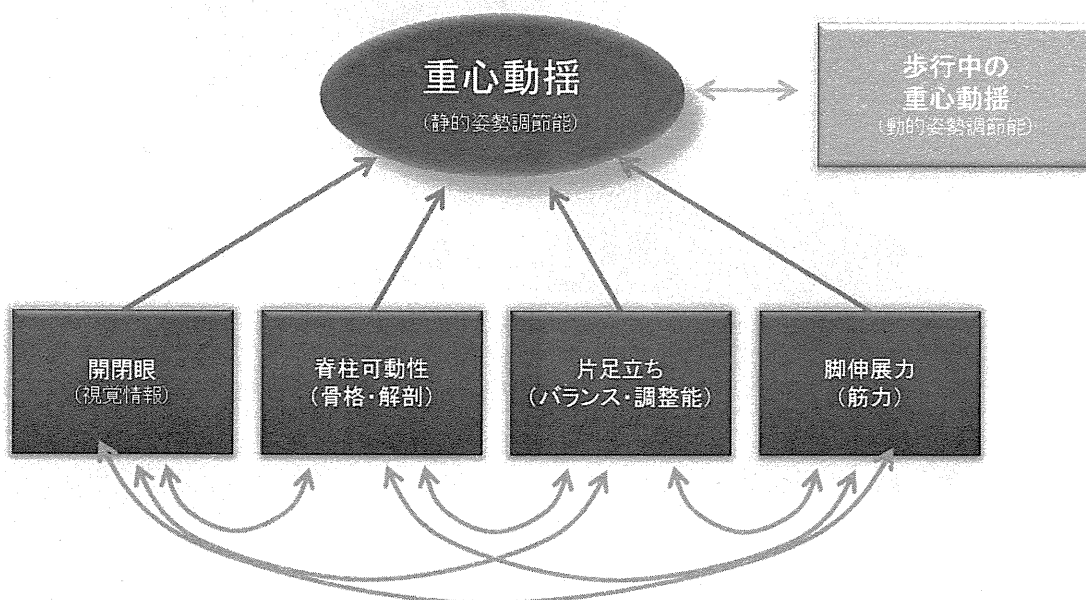 重心動揺
(静的姿勢調節能)
歩行中の
重心動揺
(動的姿勢調節能)
開閉眼
(視覚情報)
脊柱可動性
(骨格・解剖)
片足立ち
(バランス・調整能)
脚伸展力
(筋力)